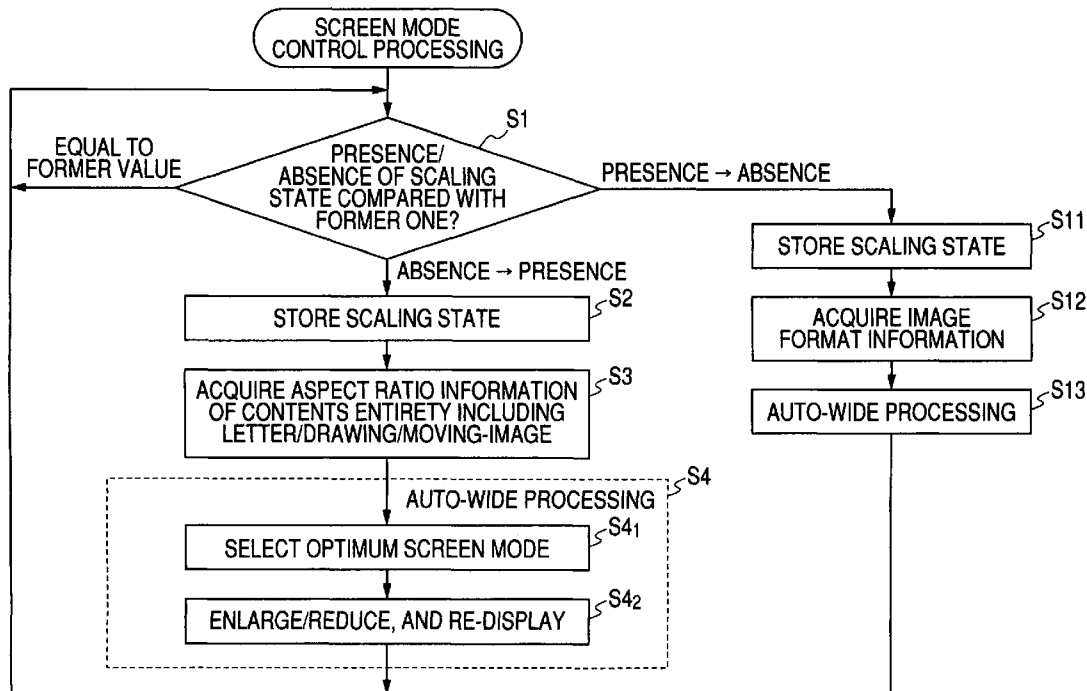 SCREEN MODE
CONTROL PROCESSING
S1
EQUAL TO
FORMER VALUE
PRESENCE/
ABSENCE OF SCALING
STATE COMPARED WITH
FORMER ONE?
PRESENCE → ABSENCE
ABSENCE → PRESENCE
S2
STORE SCALING STATE
S3
ACQUIRE ASPECT RATIO INFORMATION
OF CONTENTS ENTIRETY INCLUDING
LETTER/DRAWING/MOVING-IMAGE
S4
AUTO-WIDE PROCESSING
S41
SELECT OPTIMUM SCREEN MODE
S42
ENLARGE/REDUCE, AND RE-DISPLAY
S11
STORE SCALING STATE
S12
ACQUIRE IMAGE
FORMAT INFORMATION
S13
AUTO-WIDE PROCESSING